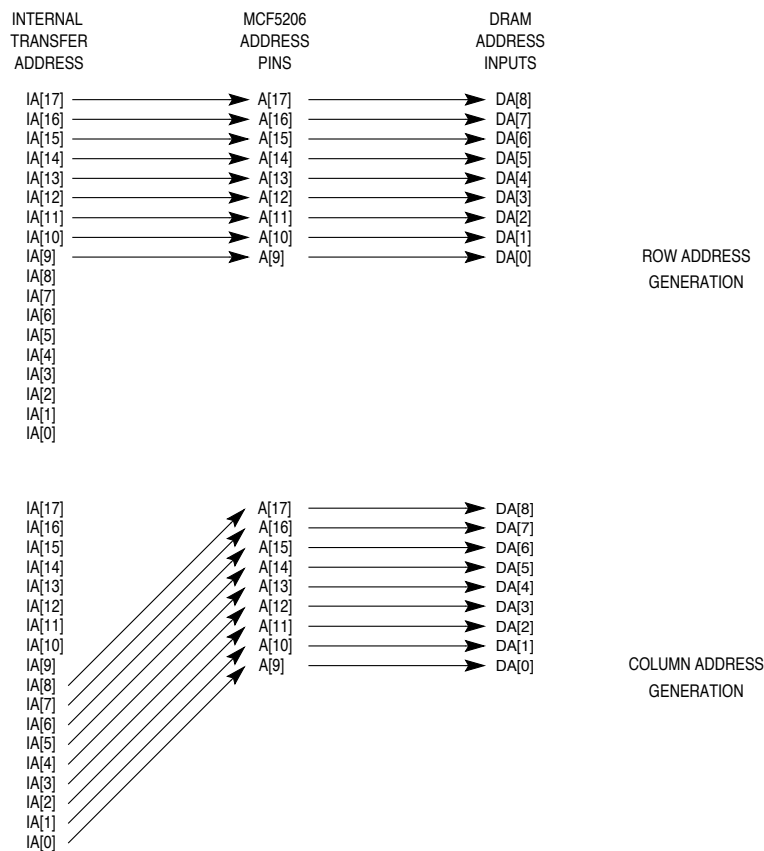 INTERNAL TRANSFER ADDRESS
MCF5206 ADDRESS PINS
DRAM ADDRESS INPUTS
IA[17] A[17] DA[8]
IA[16] A[16] DA[7]
IA[15] A[15] DA[6]
IA[14] A[14] DA[5]
IA[13] A[13] DA[4]
IA[12] A[12] DA[3]
IA[11] A[11] DA[2]
IA[10] A[10] DA[1]
IA[9] A[9] DA[0]
IA[8]
IA[7]
IA[6]
IA[5]
IA[4]
IA[3]
IA[2]
IA[1]
IA[0]
ROW ADDRESS
GENERATION
IA[17] A[17] DA[8]
IA[16] A[16] DA[7]
IA[15] A[15] DA[6]
IA[14] A[14] DA[5]
IA[13] A[13] DA[4]
IA[12] A[12] DA[3]
IA[11] A[11] DA[2]
IA[10] A[10] DA[1]
IA[9] A[9] DA[0]
IA[8]
IA[7]
IA[6]
IA[5]
IA[4]
IA[3]
IA[2]
IA[1]
IA[0]
COLUMN ADDRESS
GENERATION